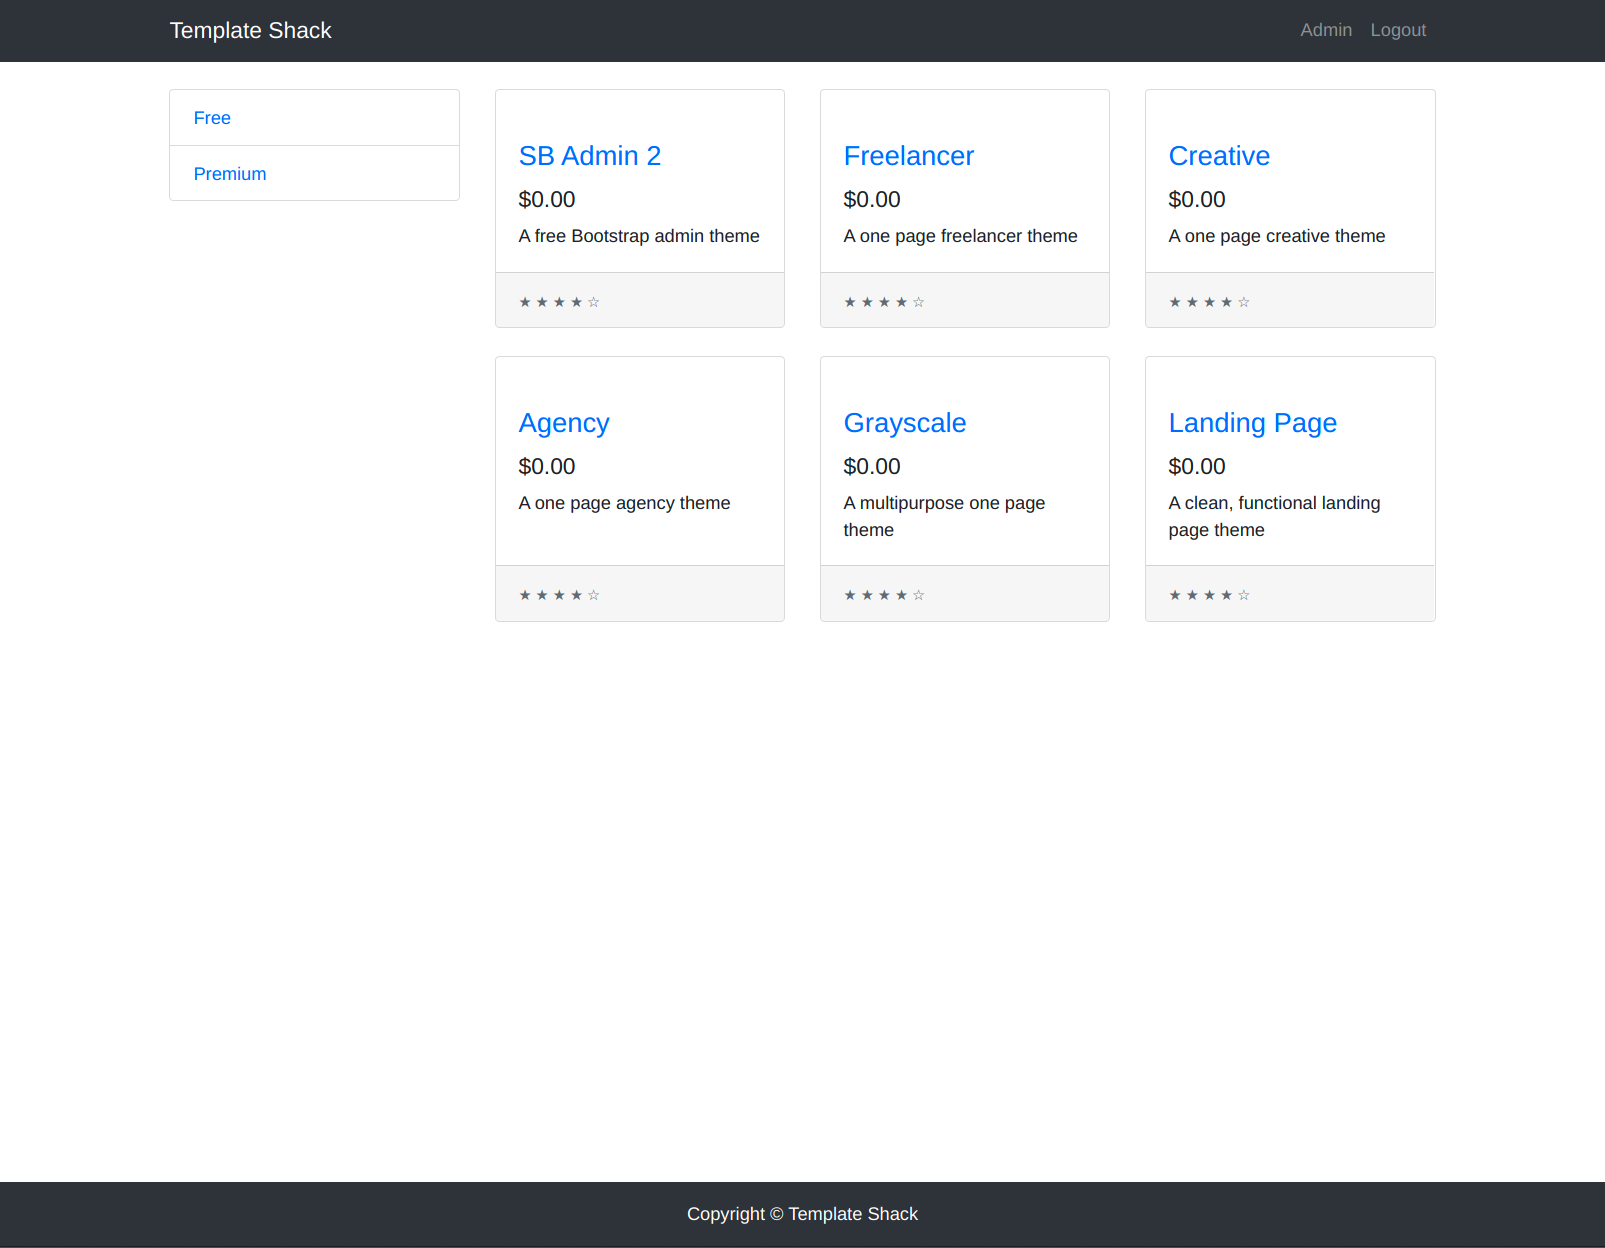 Template Shack
Admin Logout
Free
Premium
SB Admin 2
$0.00
A free Bootstrap admin theme
★ ★ ★ ★ ☆
Freelancer
$0.00
A one page freelancer theme
★ ★ ★ ★ ☆
Creative
$0.00
A one page creative theme
★ ★ ★ ★ ☆
Agency
$0.00
A one page agency theme
★ ★ ★ ★ ☆
Grayscale
$0.00
A multipurpose one page
theme
★ ★ ★ ★ ☆
Landing Page
$0.00
A clean, functional landing
page theme
★ ★ ★ ★ ☆
Copyright © Template Shack